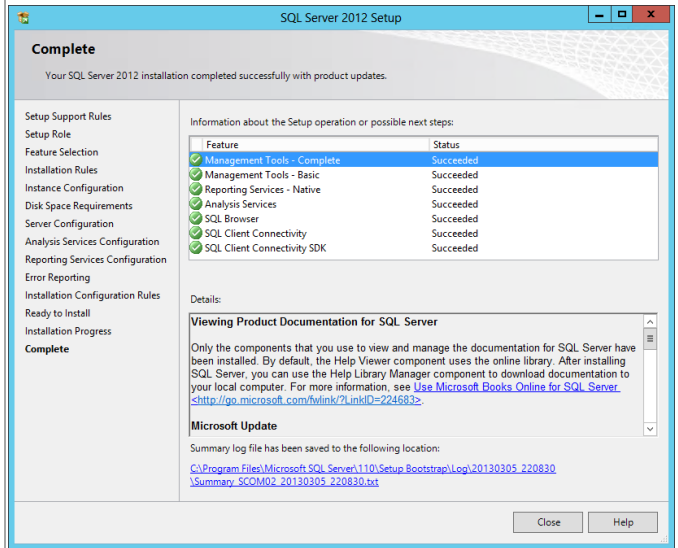 SQL Server 2012 Setup
Complete
Your SQL Server 2012 installation completed successfully with product updates.
Setup Support Rules
Setup Role
Feature Selection
Installation Rules
Instance Configuration
Disk Space Requirements
Server Configuration
Analysis Services Configuration
Reporting Services Configuration
Error Reporting
Installation Configuration Rules
Ready to Install
Installation Progress
Complete
Information about the Setup operation or possible next steps:
Feature Status
Management Tools - Complete Succeeded
Management Tools - Basic Succeeded
Reporting Services - Native Succeeded
Analysis Services Succeeded
SQL Browser Succeeded
SQL Client Connectivity Succeeded
SQL Client Connectivity SDK Succeeded
Details:
Viewing Product Documentation for SQL Server
Only the components that you use to view and manage the documentation for SQL Server have
been installed. By default, the Help Viewer component uses the online library. After installing
SQL Server, you can use the Help Library Manager component to download documentation to
your local computer. For more information, see Use Microsoft Books Online for SQL Server
<http://go.microsoft.com/fwlink/?LinkID=224683>.
Microsoft Update
Summary log file has been saved to the following location:
C:\Program Files\Microsoft SQL Server\110\Setup Bootstrap\Log\20130305_220830
\Summary_SCOM02_20130305_220830.txt
Close Help